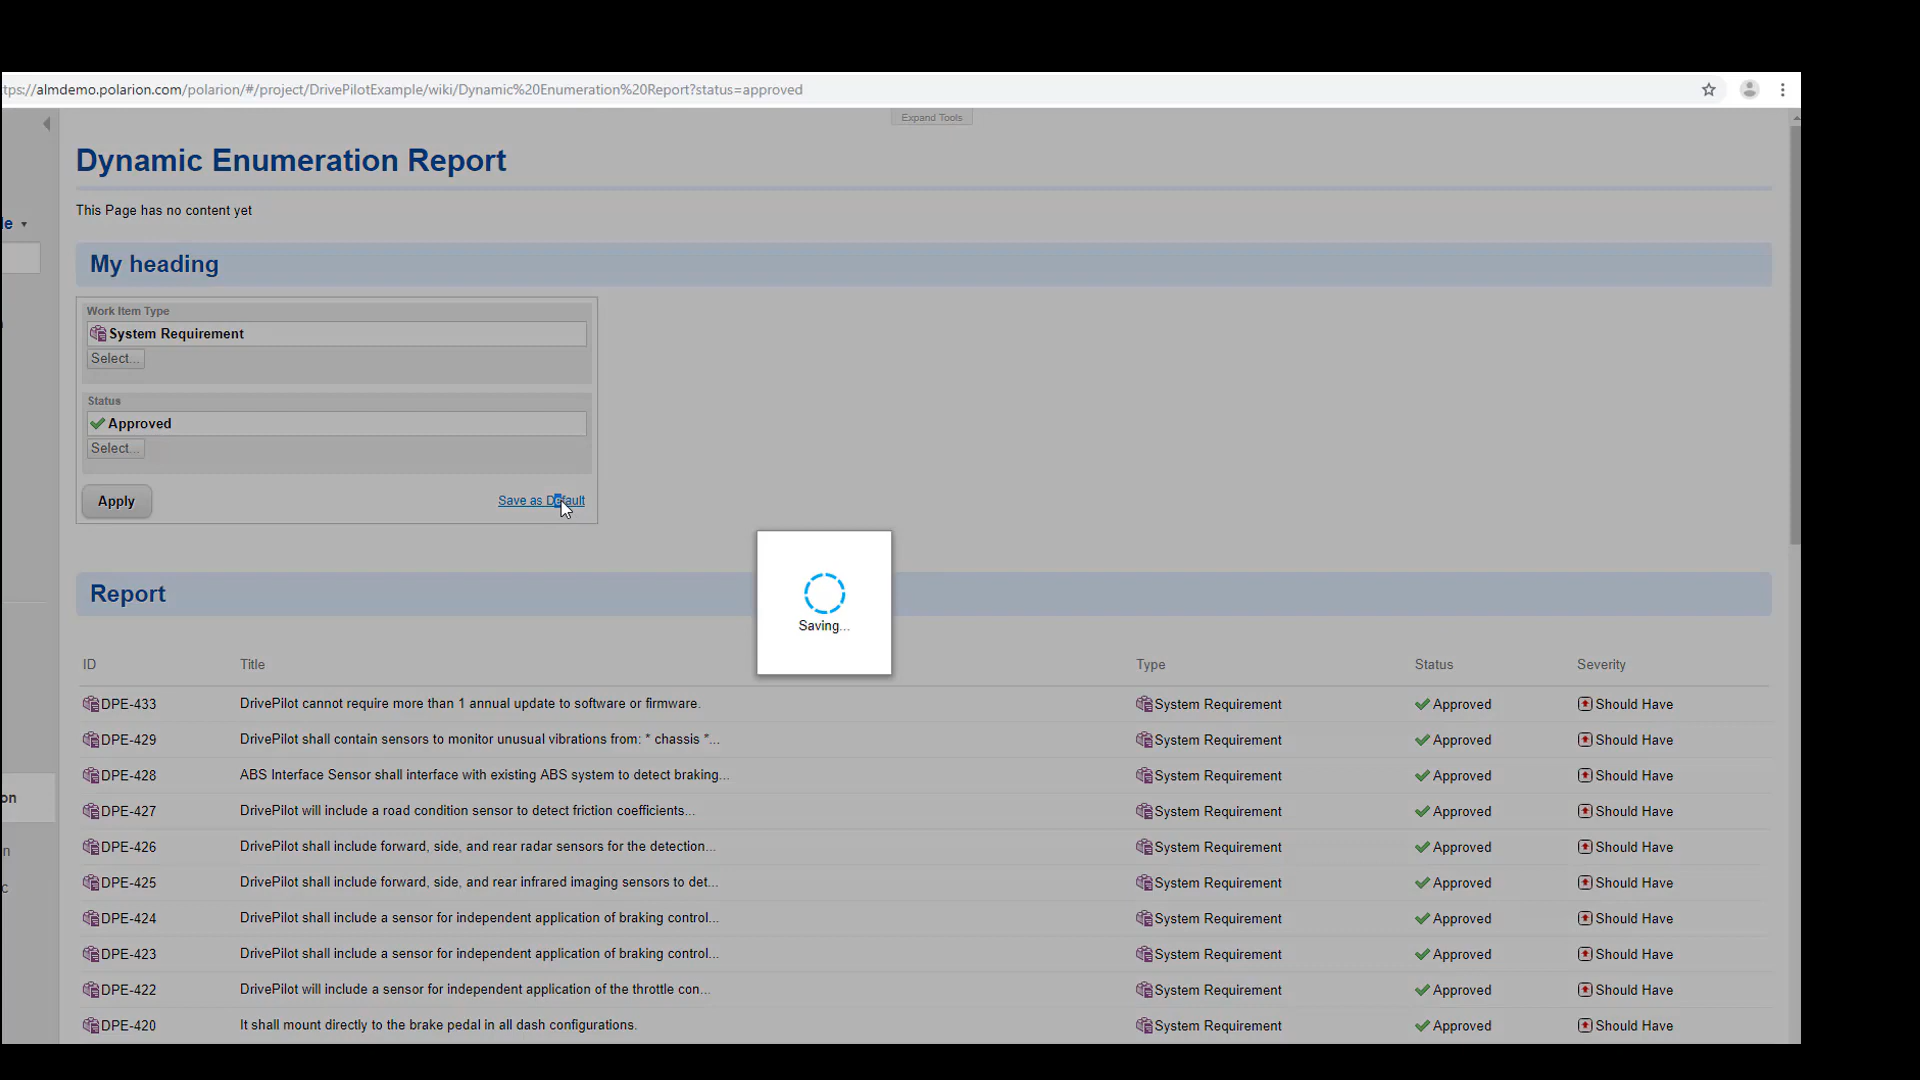 tps://almdemo.polarion.com/polarion/#/project/DrivePilotExample/wiki/Dynamic%20Enumeration%20Report?status=approved
Expand Tools
Dynamic Enumeration Report
This Page has no content yet
le
My heading
Work Item Type
System Requirement
Select...
Status
Approved
Select...
Apply
Save as Default
Report
Saving...
ID Title Type Status Severity
DPE-433 DrivePilot cannot require more than 1 annual update to software or firmware. System Requirement Approved Should Have
DPE-429 DrivePilot shall contain sensors to monitor unusual vibrations from: * chassis *... System Requirement Approved Should Have
DPE-428 ABS Interface Sensor shall interface with existing ABS system to detect braking... System Requirement Approved Should Have
on
DPE-427 DrivePilot will include a road condition sensor to detect friction coefficients... System Requirement Approved Should Have
n
DPE-426 DrivePilot shall include forward, side, and rear radar sensors for the detection... System Requirement Approved Should Have
c
DPE-425 DrivePilot shall include forward, side, and rear infrared imaging sensors to det... System Requirement Approved Should Have
DPE-424 DrivePilot shall include a sensor for independent application of braking control... System Requirement Approved Should Have
DPE-423 DrivePilot shall include a sensor for independent application of braking control... System Requirement Approved Should Have
DPE-422 DrivePilot will include a sensor for independent application of the throttle con... System Requirement Approved Should Have
DPE-420 It shall mount directly to the brake pedal in all dash configurations. System Requirement Approved Should Have